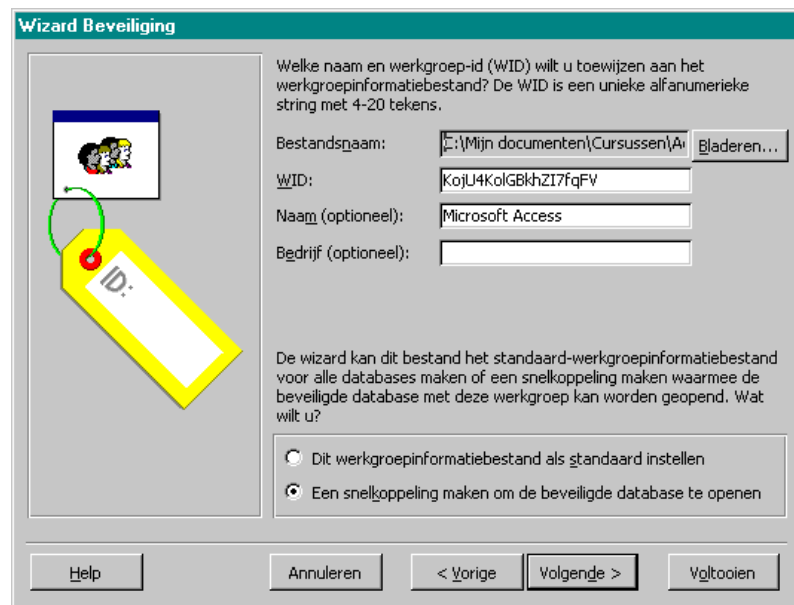 Wizard Beveiliging
Welke naam en werkgroep-id (WID) wilt u toewijzen aan het
werkgroepinformatiebestand? De WID is een unieke alfanumerieke
string met 4-20 tekens.
Bestandsnaam: C:\Mijn documenten\Cursussen\A Bladeren...
WID: KojU4KolGBkhZI7fqFV
Naam (optioneel): Microsoft Access
Bedrijf (optioneel):
ID:
De wizard kan dit bestand het standaard-werkgroepinformatiebestand
voor alle databases maken of een snelkoppeling maken waarmee de
beveiligde database met deze werkgroep kan worden geopend. Wat
wilt u?
Dit werkgroepinformatiebestand als standaard instellen
Een snelkoppeling maken om de beveiligde database te openen
Help Annuleren < Vorige Volgende > Voltooien